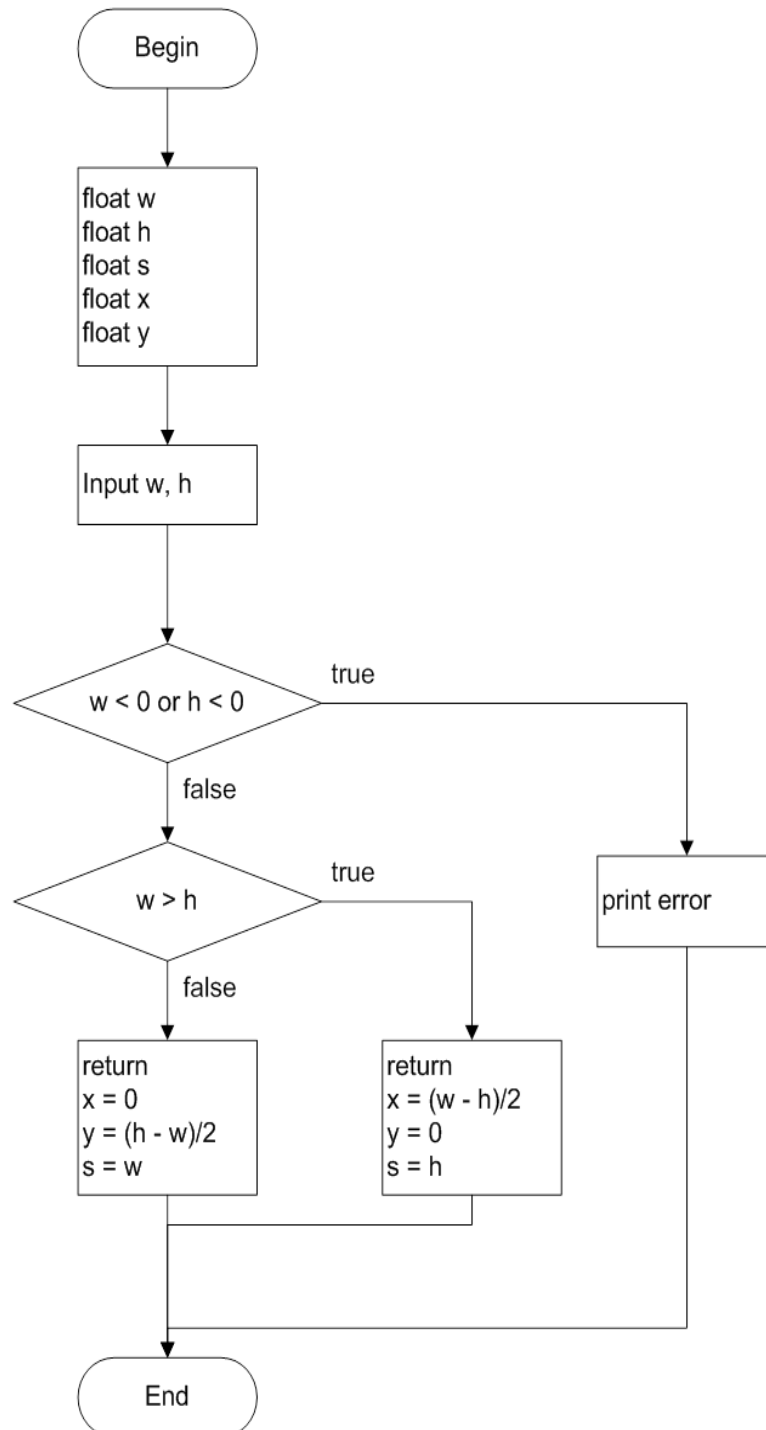 Begin
float w
float h
float s
float x
float y
Input w, h
w < 0 or h < 0
true
false
w > h
true
false
print error
return
x = 0
y = (h - w)/2
s = w
return
x = (w - h)/2
y = 0
s = h
End